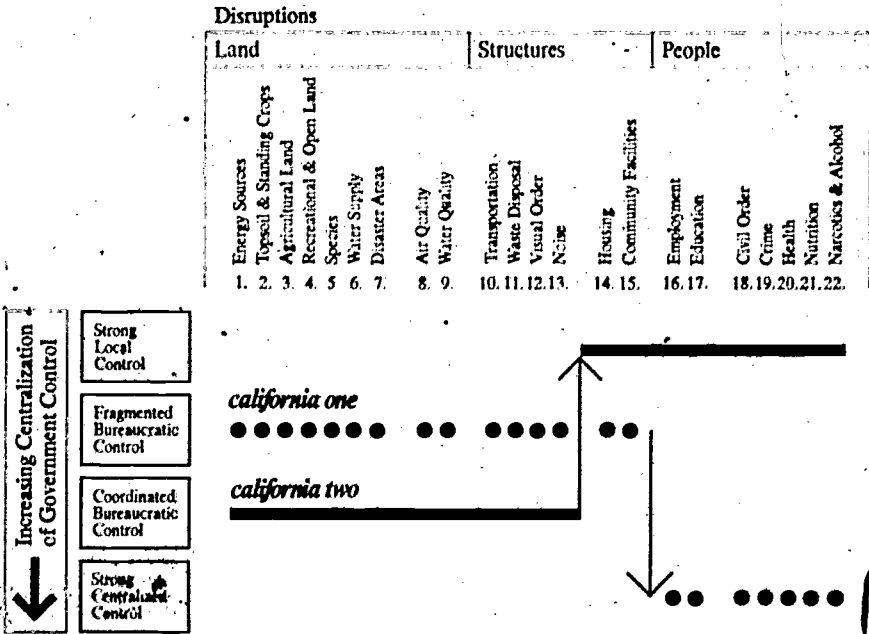 Disruptions
Land
Structures
People
Energy Sources
Topsoil & Standing Crops
Agricultural Land
Recreational & Open Land
Species
Water Supply
Disaster Areas
Air Quality
Water Quality
Transportation
Waste Disposal
Visual Order
Noise
Housing
Community Facilities
Employment
Education
Civil Order
Crime
Health
Nutrition
Narcotics & Alcohol
1. 2. 3. 4. 5 6. 7. 8. 9. 10. 11. 12. 13. 14. 15. 16. 17. 18. 19. 20. 21. 22.
Increasing Centralization
of Government Control
Strong
Local
Control
california one
Fragmented
Bureaucratic
Control
california two
Coordinated
Bureaucratic
Control
Strong
Centralized
Control